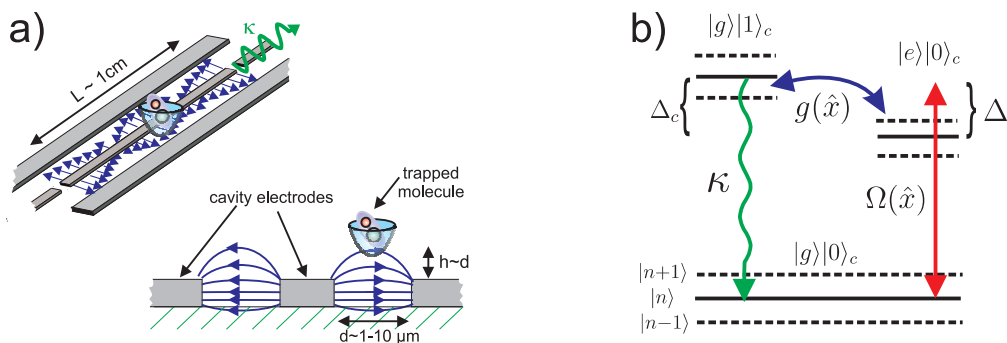 a)
κ
L ~ 1cm
trapped
molecule
cavity electrodes
h~d
d~1-10 μm
b)
|g⟩|1⟩c
|e⟩|0⟩c
Δc
g(x̂)
Δ
κ
Ω(x̂)
|g⟩|0⟩c
|n+1⟩
|n⟩
|n−1⟩